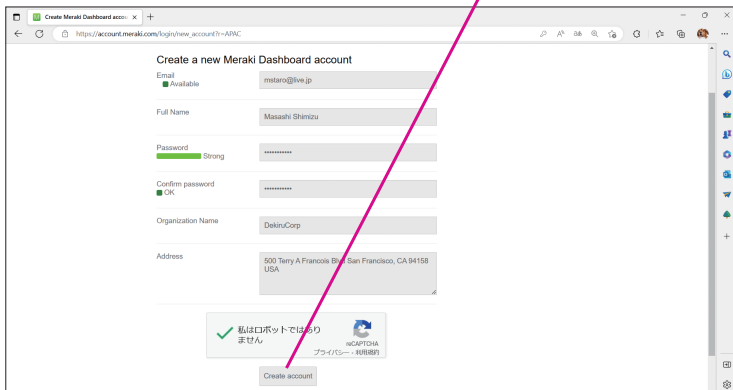 Create Meraki Dashboard accou
https://account.meraki.com/login/new_account?r=APAC
Create a new Meraki Dashboard account
Email
Available
mstaro@live.jp
Full Name
Masashi Shimizu
Password
Strong
•••••••••••
Confirm password
OK
•••••••••••
Organization Name
DekiruCorp
Address
500 Terry A Francois Blvd San Francisco, CA 94158
USA
私はロボットではあり
ません
reCAPTCHA
プライバシー - 利用規約
Create account